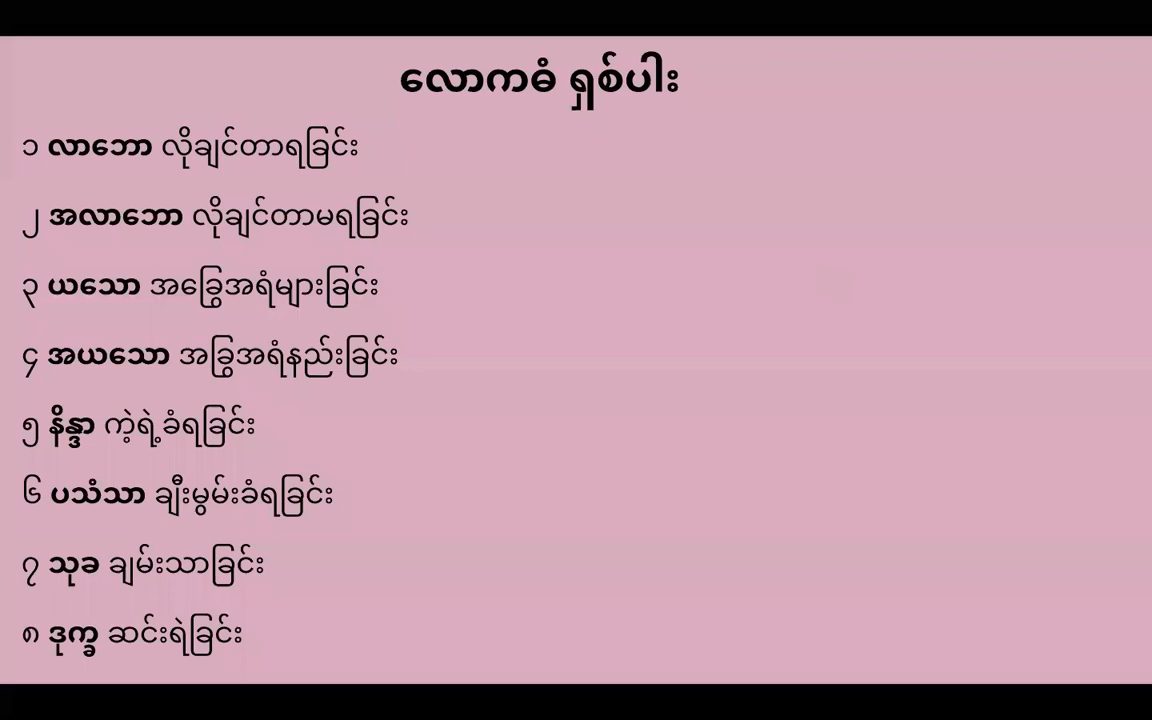 လောကဓံ ရှစ်ပါး
၁ လာဘော လိုချင်တာရခြင်း
၂ အလာဘော လိုချင်တာမရခြင်း
၃ ယသော အခြွေအရံများခြင်း
၄ အယသော အခြွအရံနည်းခြင်း
၅ နိန္ဒာ ကဲ့ရဲ့ခံရခြင်း
၆ ပသံသာ ချီးမွမ်းခံရခြင်း
၇ သုခ ချမ်းသာခြင်း
၈ ဒုက္ခ ဆင်းရဲခြင်း